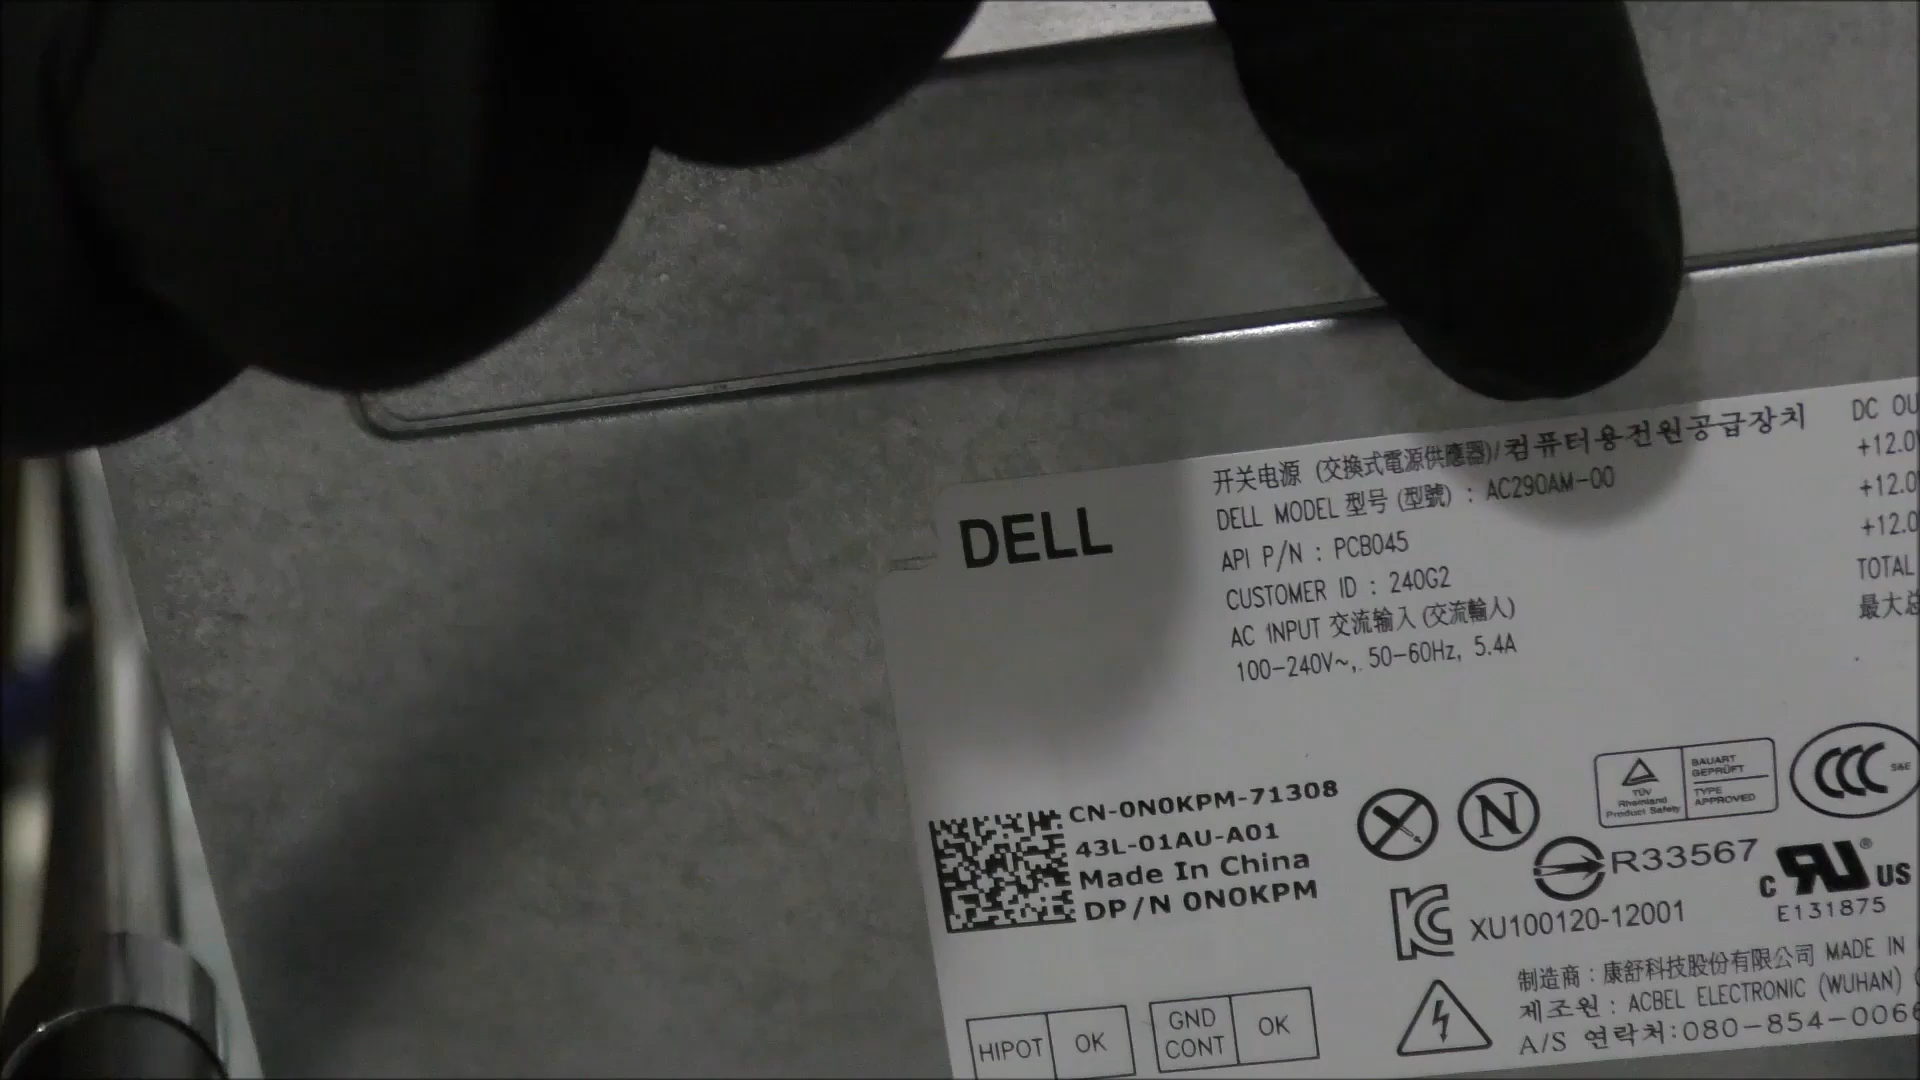 DELL
开关电源 (交換式電源供應器)/컴퓨터용전원공급장치
DELL MODEL 型号 (型號) : AC290AM-00
API P/N : PCB045
CUSTOMER ID : 240G2
AC INPUT 交流输入 (交流輸入)
100-240V~, 50-60Hz, 5.4A
DC OU
+12.0
+12.0
+12.0
TOTAL
最大总
CN-0N0KPM-71308
43L-01AU-A01
Made In China
DP/N 0N0KPM
N
TÜV
Rheinland
Product Safety
BAUART
GEPRÜFT
TYPE
APPROVED
CCC S&E
R33567
c RU ® US
E131875
XU100120-12001
HIPOT OK
GND CONT OK
制造商 : 康舒科技股份有限公司 MADE IN
제조원 : ACBEL ELECTRONIC (WUHAN)
A/S 연락처:080-854-0066